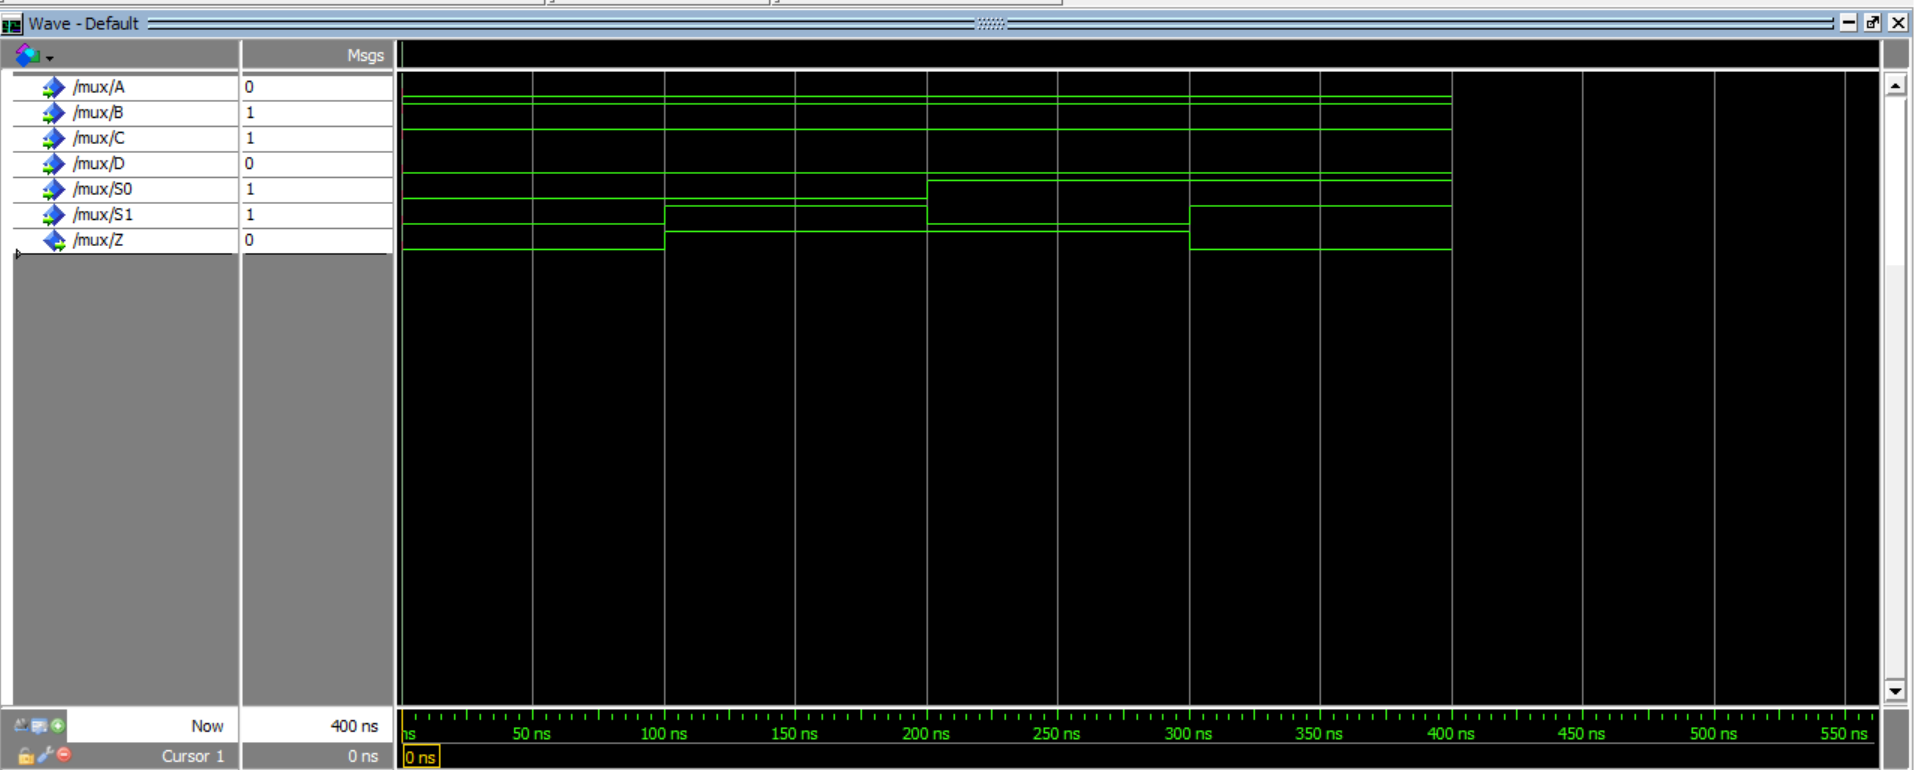 Wave - Default
Msgs
/mux/A 0
/mux/B 1
/mux/C 1
/mux/D 0
/mux/S0 1
/mux/S1 1
/mux/Z 0
Now 400 ns
ns 50 ns 100 ns 150 ns 200 ns 250 ns 300 ns 350 ns 400 ns 450 ns 500 ns 550 ns
Cursor 1 0 ns
0 ns